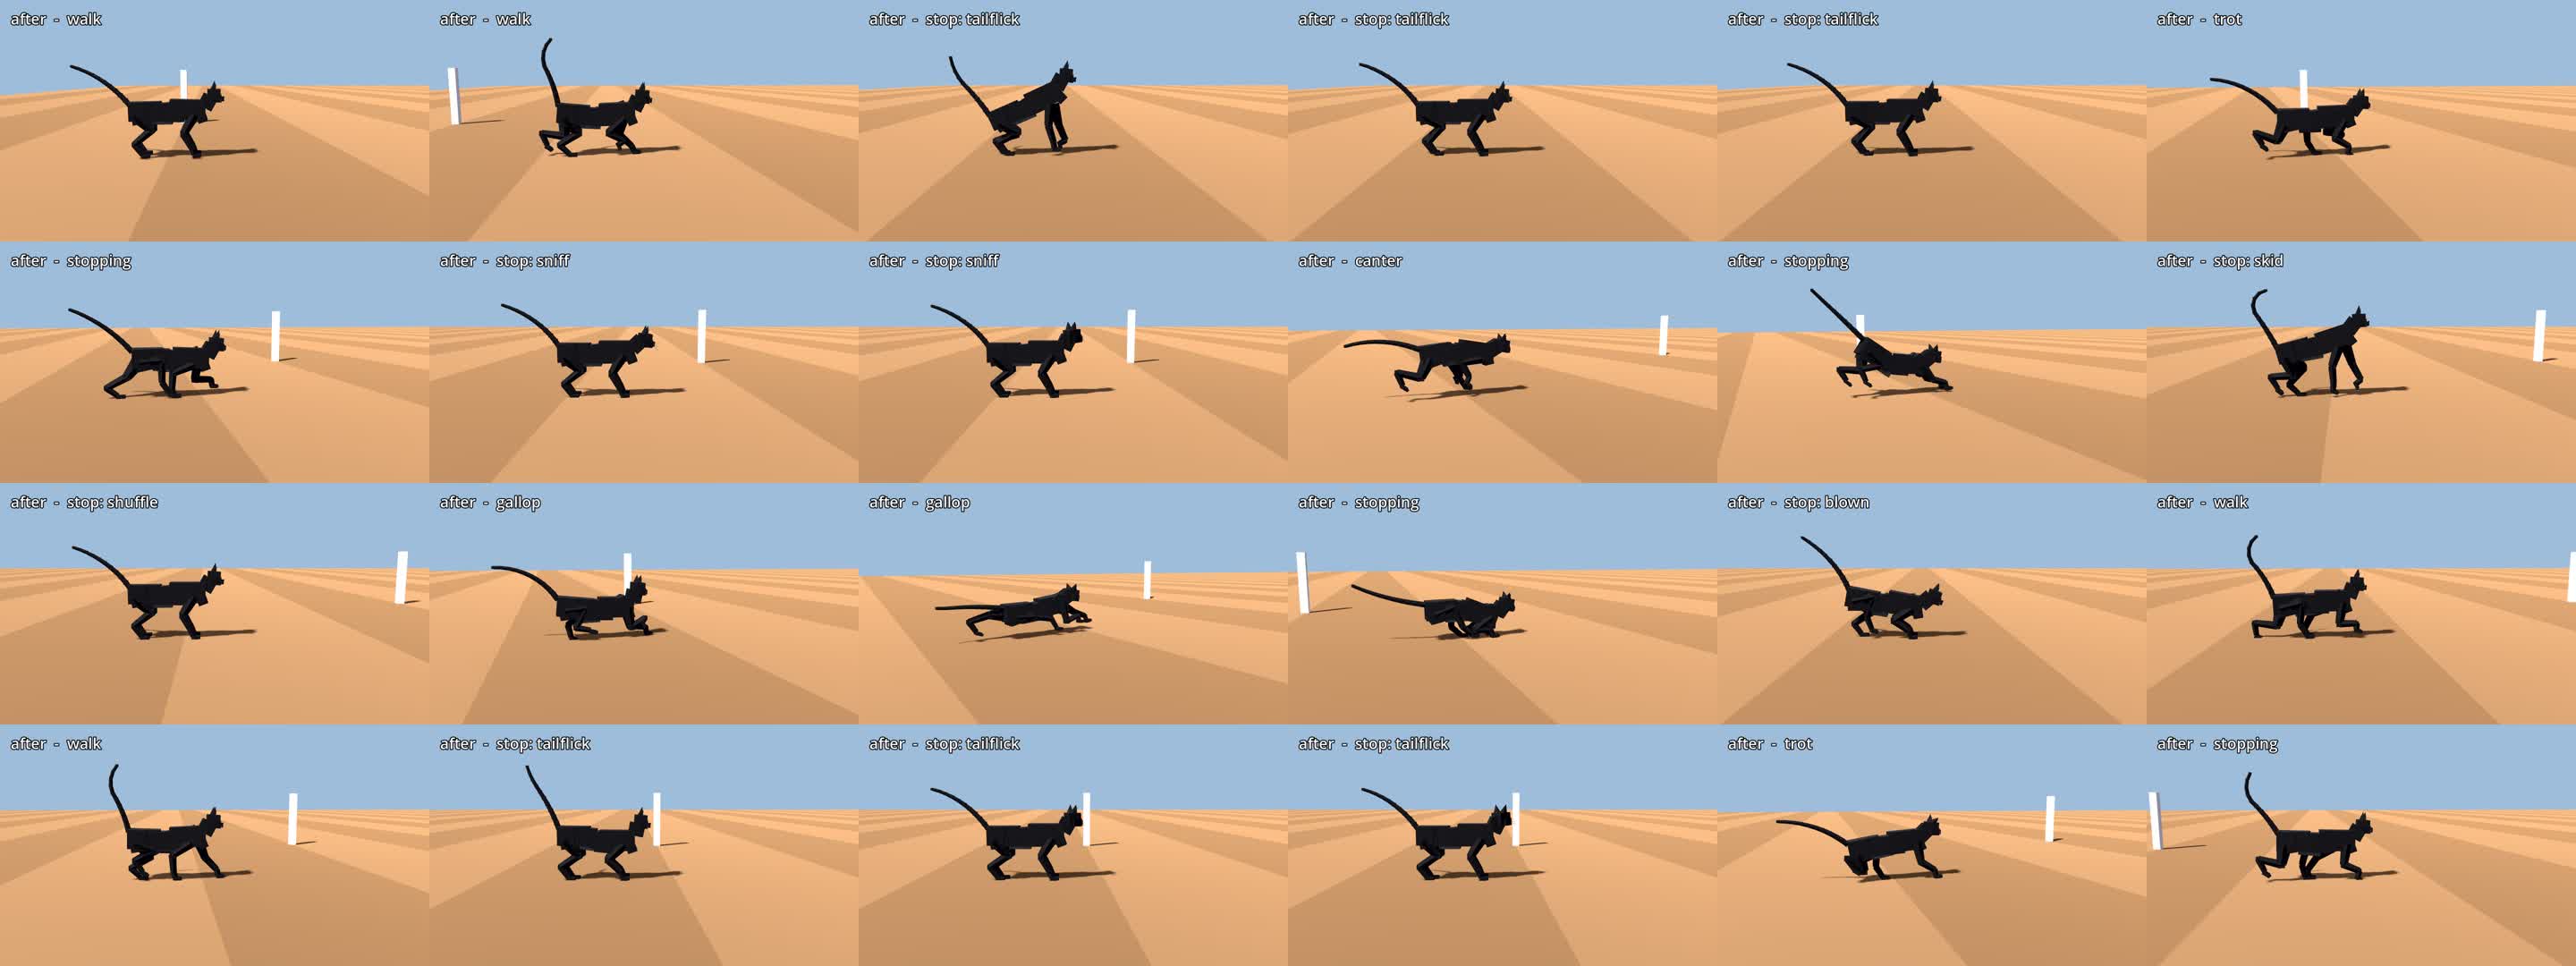 after - walk
after - walk
after - stop: tailflick
after - stop: tailflick
after - stop: tailflick
after - trot
after - stopping
after - stop: sniff
after - stop: sniff
after - canter
after - stopping
after - stop: skid
after - stop: shuffle
after - gallop
after - gallop
after - stopping
after - stop: blown
after - walk
after - walk
after - stop: tailflick
after - stop: tailflick
after - stop: tailflick
after - trot
after - stopping